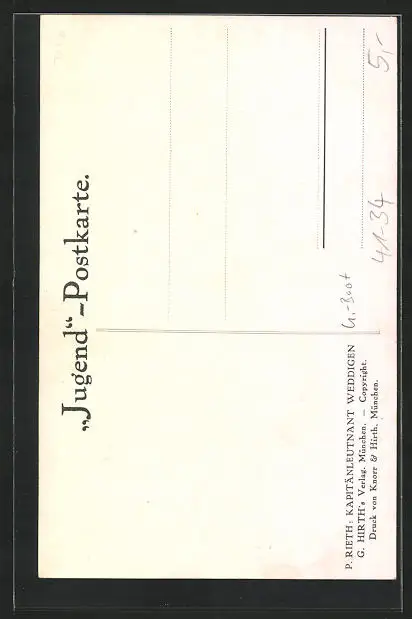 „Jugend“-Postkarte.
P. RIETH: KAPITÄNLEUTNANT WEDDIGEN
G. HIRTH's Verlag, München. — Copyright.
Druck von Knorr & Hirth, München.
U.-Boot
41-34
5,-